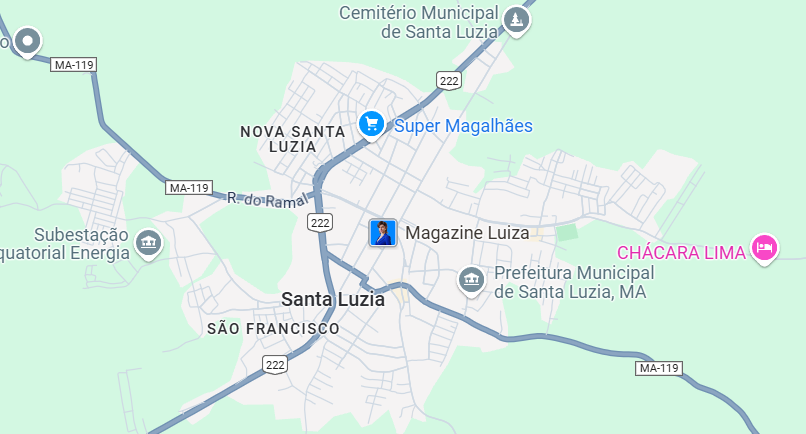 Cemitério Municipal
de Santa Luzia
o
MA-119
222
Super Magalhães
NOVA SANTA
LUZIA
MA-119
R. do Ramal
222
Magazine Luiza
Subestação
quatorial Energia
CHÁCARA LIMA
Prefeitura Municipal
de Santa Luzia, MA
Santa Luzia
SÃO FRANCISCO
222
MA-119